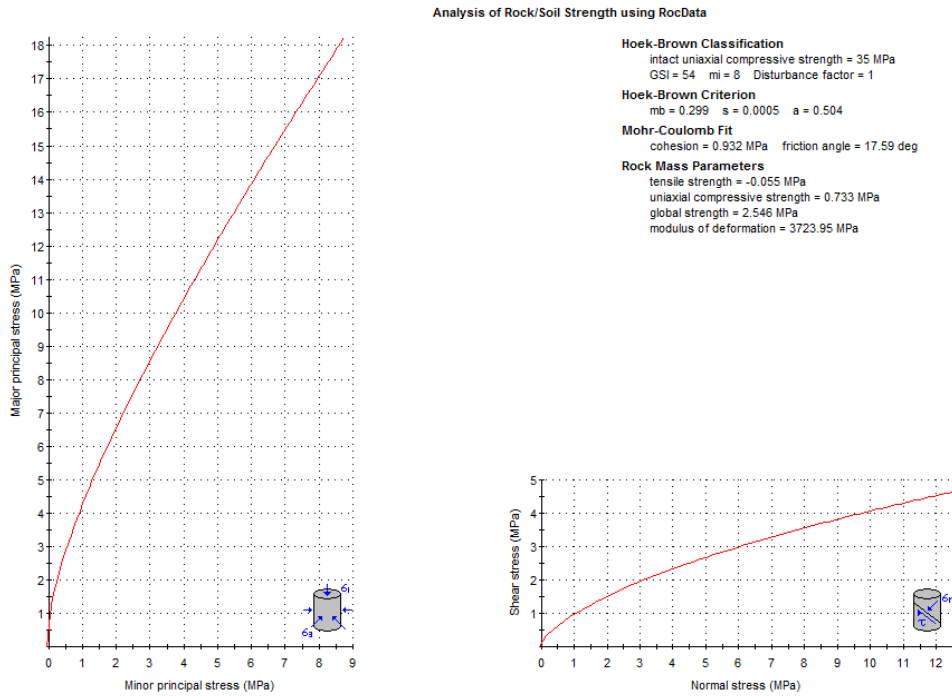 Analysis of Rock/Soil Strength using RocData
Hoek-Brown Classification
intact uniaxial compressive strength = 35 MPa
GSI = 54 mi = 8 Disturbance factor = 1
Hoek-Brown Criterion
mb = 0.299 s = 0.0005 a = 0.504
Mohr-Coulomb Fit
cohesion = 0.932 MPa friction angle = 17.59 deg
Rock Mass Parameters
tensile strength = -0.055 MPa
uniaxial compressive strength = 0.733 MPa
global strength = 2.546 MPa
modulus of deformation = 3723.95 MPa
Major principal stress (MPa)
18
17
16
15
14
13
12
11
10
9
8
7
6
5
4
3
2
1
σ1
σ3
0 1 2 3 4 5 6 7 8 9
Minor principal stress (MPa)
Shear stress (MPa)
5
4
3
2
1
σn
τ
0 1 2 3 4 5 6 7 8 9 10 11 12
Normal stress (MPa)